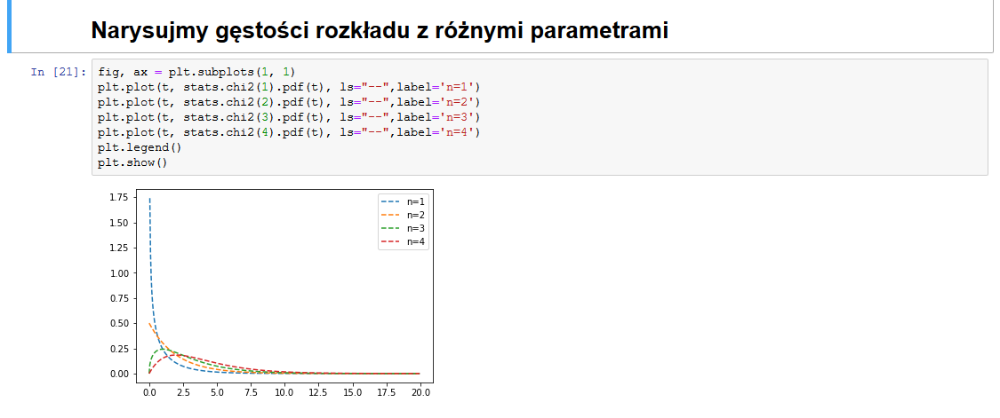 Narysujmy gęstości rozkładu z różnymi parametrami
In [21]:
fig, ax = plt.subplots(1, 1)
plt.plot(t, stats.chi2(1).pdf(t), ls="--",label='n=1')
plt.plot(t, stats.chi2(2).pdf(t), ls="--",label='n=2')
plt.plot(t, stats.chi2(3).pdf(t), ls="--",label='n=3')
plt.plot(t, stats.chi2(4).pdf(t), ls="--",label='n=4')
plt.legend()
plt.show()
1.75
1.50
1.25
1.00
0.75
0.50
0.25
0.00
n=1
n=2
n=3
n=4
0.0 2.5 5.0 7.5 10.0 12.5 15.0 17.5 20.0